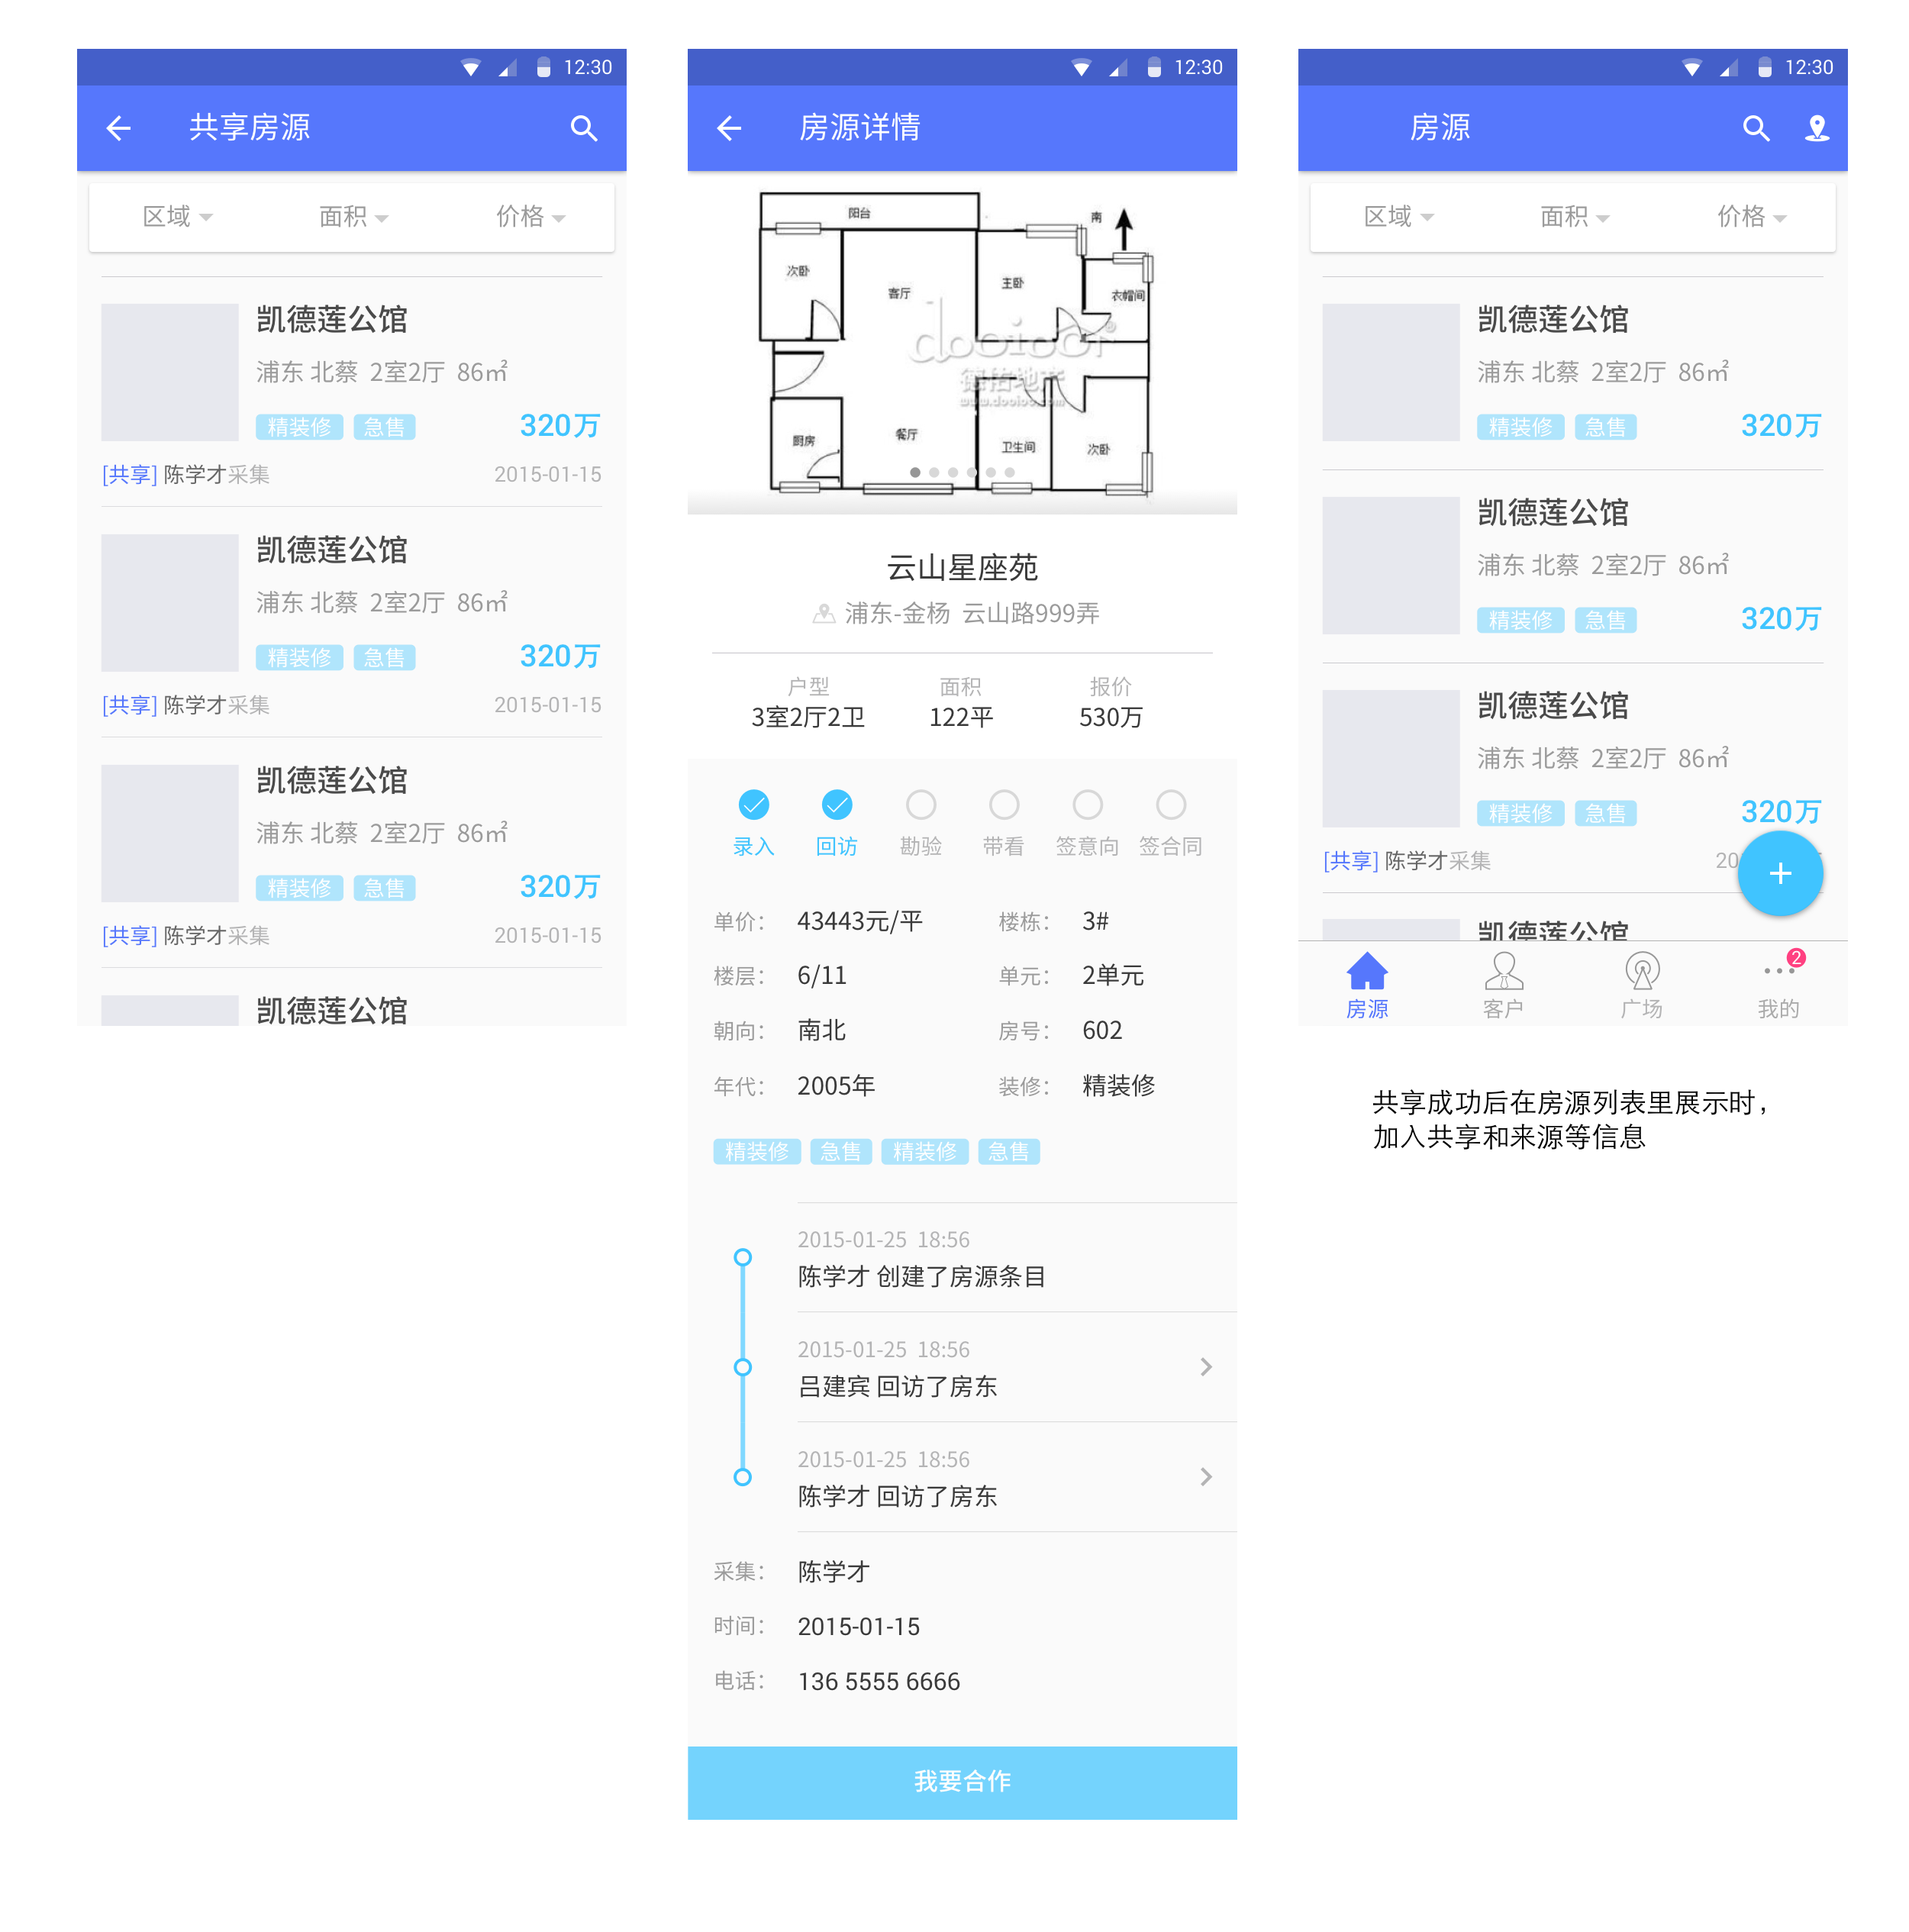 12:30
共享房源
区域
面积
价格
凯德莲公馆
浦东 北蔡 2室2厅 86㎡
精装修 急售 320万
[共享] 陈学才采集 2015-01-15
凯德莲公馆
浦东 北蔡 2室2厅 86㎡
精装修 急售 320万
[共享] 陈学才采集 2015-01-15
凯德莲公馆
浦东 北蔡 2室2厅 86㎡
精装修 急售 320万
[共享] 陈学才采集 2015-01-15
凯德莲公馆
12:30
房源详情
阳台
南
次卧
客厅
主卧
衣帽间
dooioor®
德佑地产
www.dooioo.com
厨房
餐厅
卫生间
次卧
云山星座苑
浦东-金杨 云山路999弄
户型 面积 报价
3室2厅2卫 122平 530万
录入 回访 勘验 带看 签意向 签合同
单价： 43443元/平 楼栋： 3#
楼层： 6/11 单元： 2单元
朝向： 南北 房号： 602
年代： 2005年 装修： 精装修
精装修 急售 精装修 急售
2015-01-25 18:56
陈学才 创建了房源条目
2015-01-25 18:56
吕建宾 回访了房东
2015-01-25 18:56
陈学才 回访了房东
采集： 陈学才
时间： 2015-01-15
电话： 136 5555 6666
我要合作
12:30
房源
区域
面积
价格
凯德莲公馆
浦东 北蔡 2室2厅 86㎡
精装修 急售 320万
凯德莲公馆
浦东 北蔡 2室2厅 86㎡
精装修 急售 320万
凯德莲公馆
浦东 北蔡 2室2厅 86㎡
精装修 急售 320万
[共享] 陈学才采集 20
凯德莲公馆
2
房源 客户 广场 我的
共享成功后在房源列表里展示时，
加入共享和来源等信息